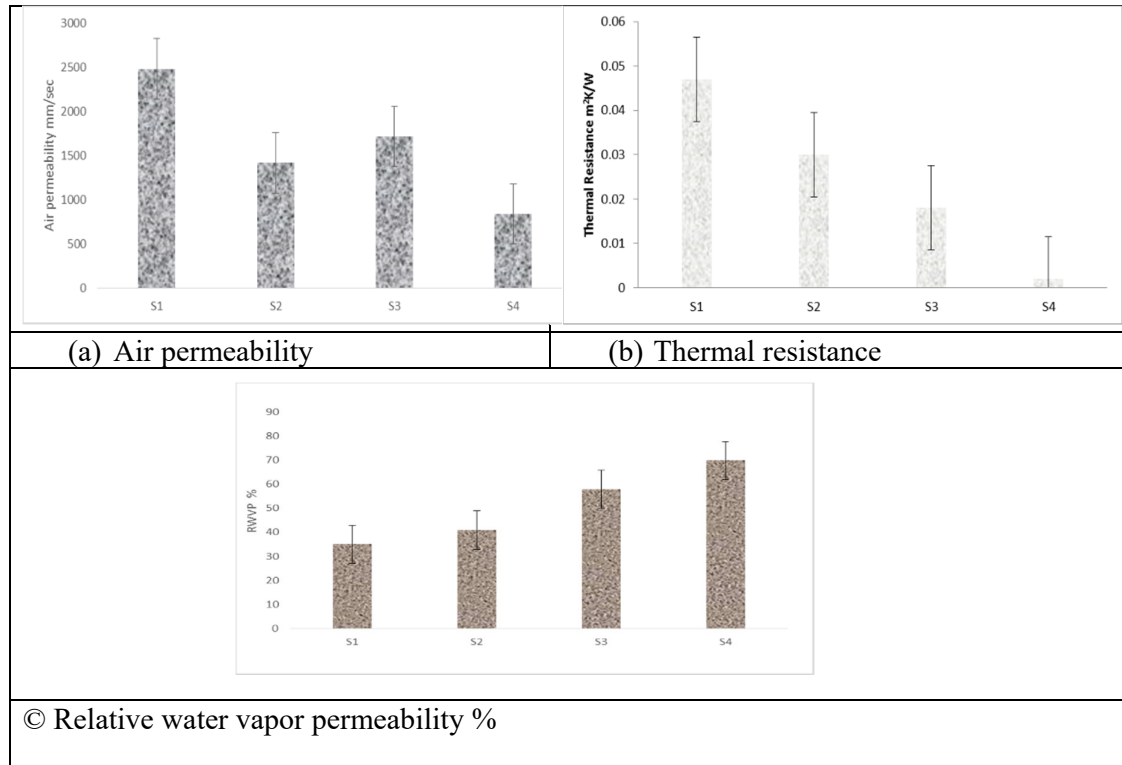 3000
2500
2000
1500
1000
500
0
Air permeability mm/sec
S1 S2 S3 S4
0.06
0.05
0.04
0.03
0.02
0.01
0
Thermal Resistance m²K/W
S1 S2 S3 S4
(a) Air permeability
(b) Thermal resistance
90
80
70
60
50
40
30
20
10
0
RWVP %
S1 S2 S3 S4
© Relative water vapor permeability %